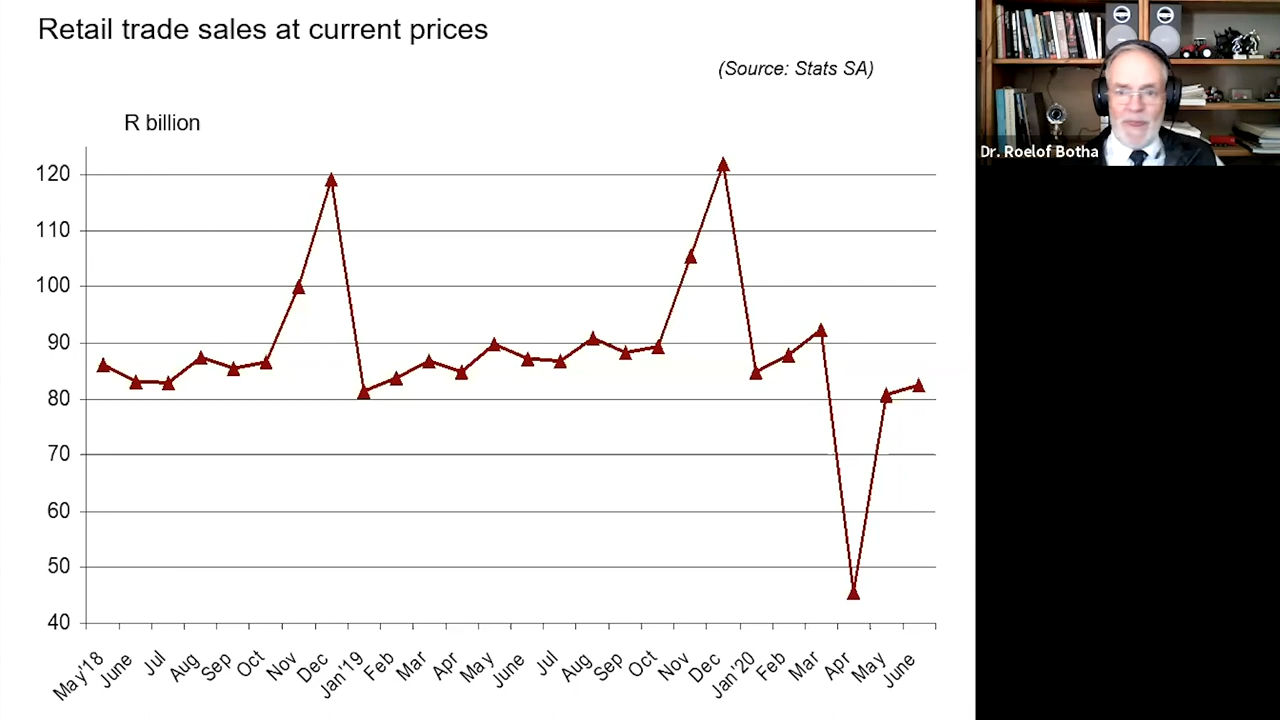 Retail trade sales at current prices
(Source: Stats SA)
R billion
120
110
100
90
80
70
60
50
40
May'18
June
Jul
Aug
Sep
Oct
Nov
Dec
Jan'19
Feb
Mar
Apr
May
June
Jul
Aug
Sep
Oct
Nov
Dec
Jan'20
Feb
Mar
Apr
May
June
Dr. Roelof Botha